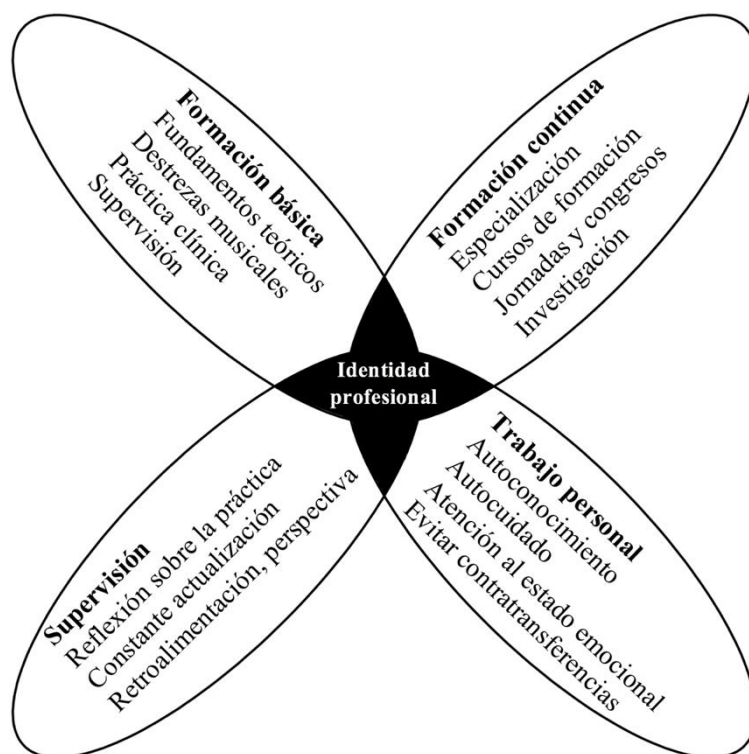 Formación básica
Fundamentos teóricos
Destrezas musicales
Práctica clínica
Supervisión
Formación continua
Especialización
Cursos de formación
Jornadas y congresos
Investigación
Identidad
profesional
Supervisión
Reflexión sobre la práctica
Constante actualización
Retroalimentación, perspectiva
Trabajo personal
Autoconocimiento
Autocuidado
Atención al estado emocional
Evitar contratransferencias